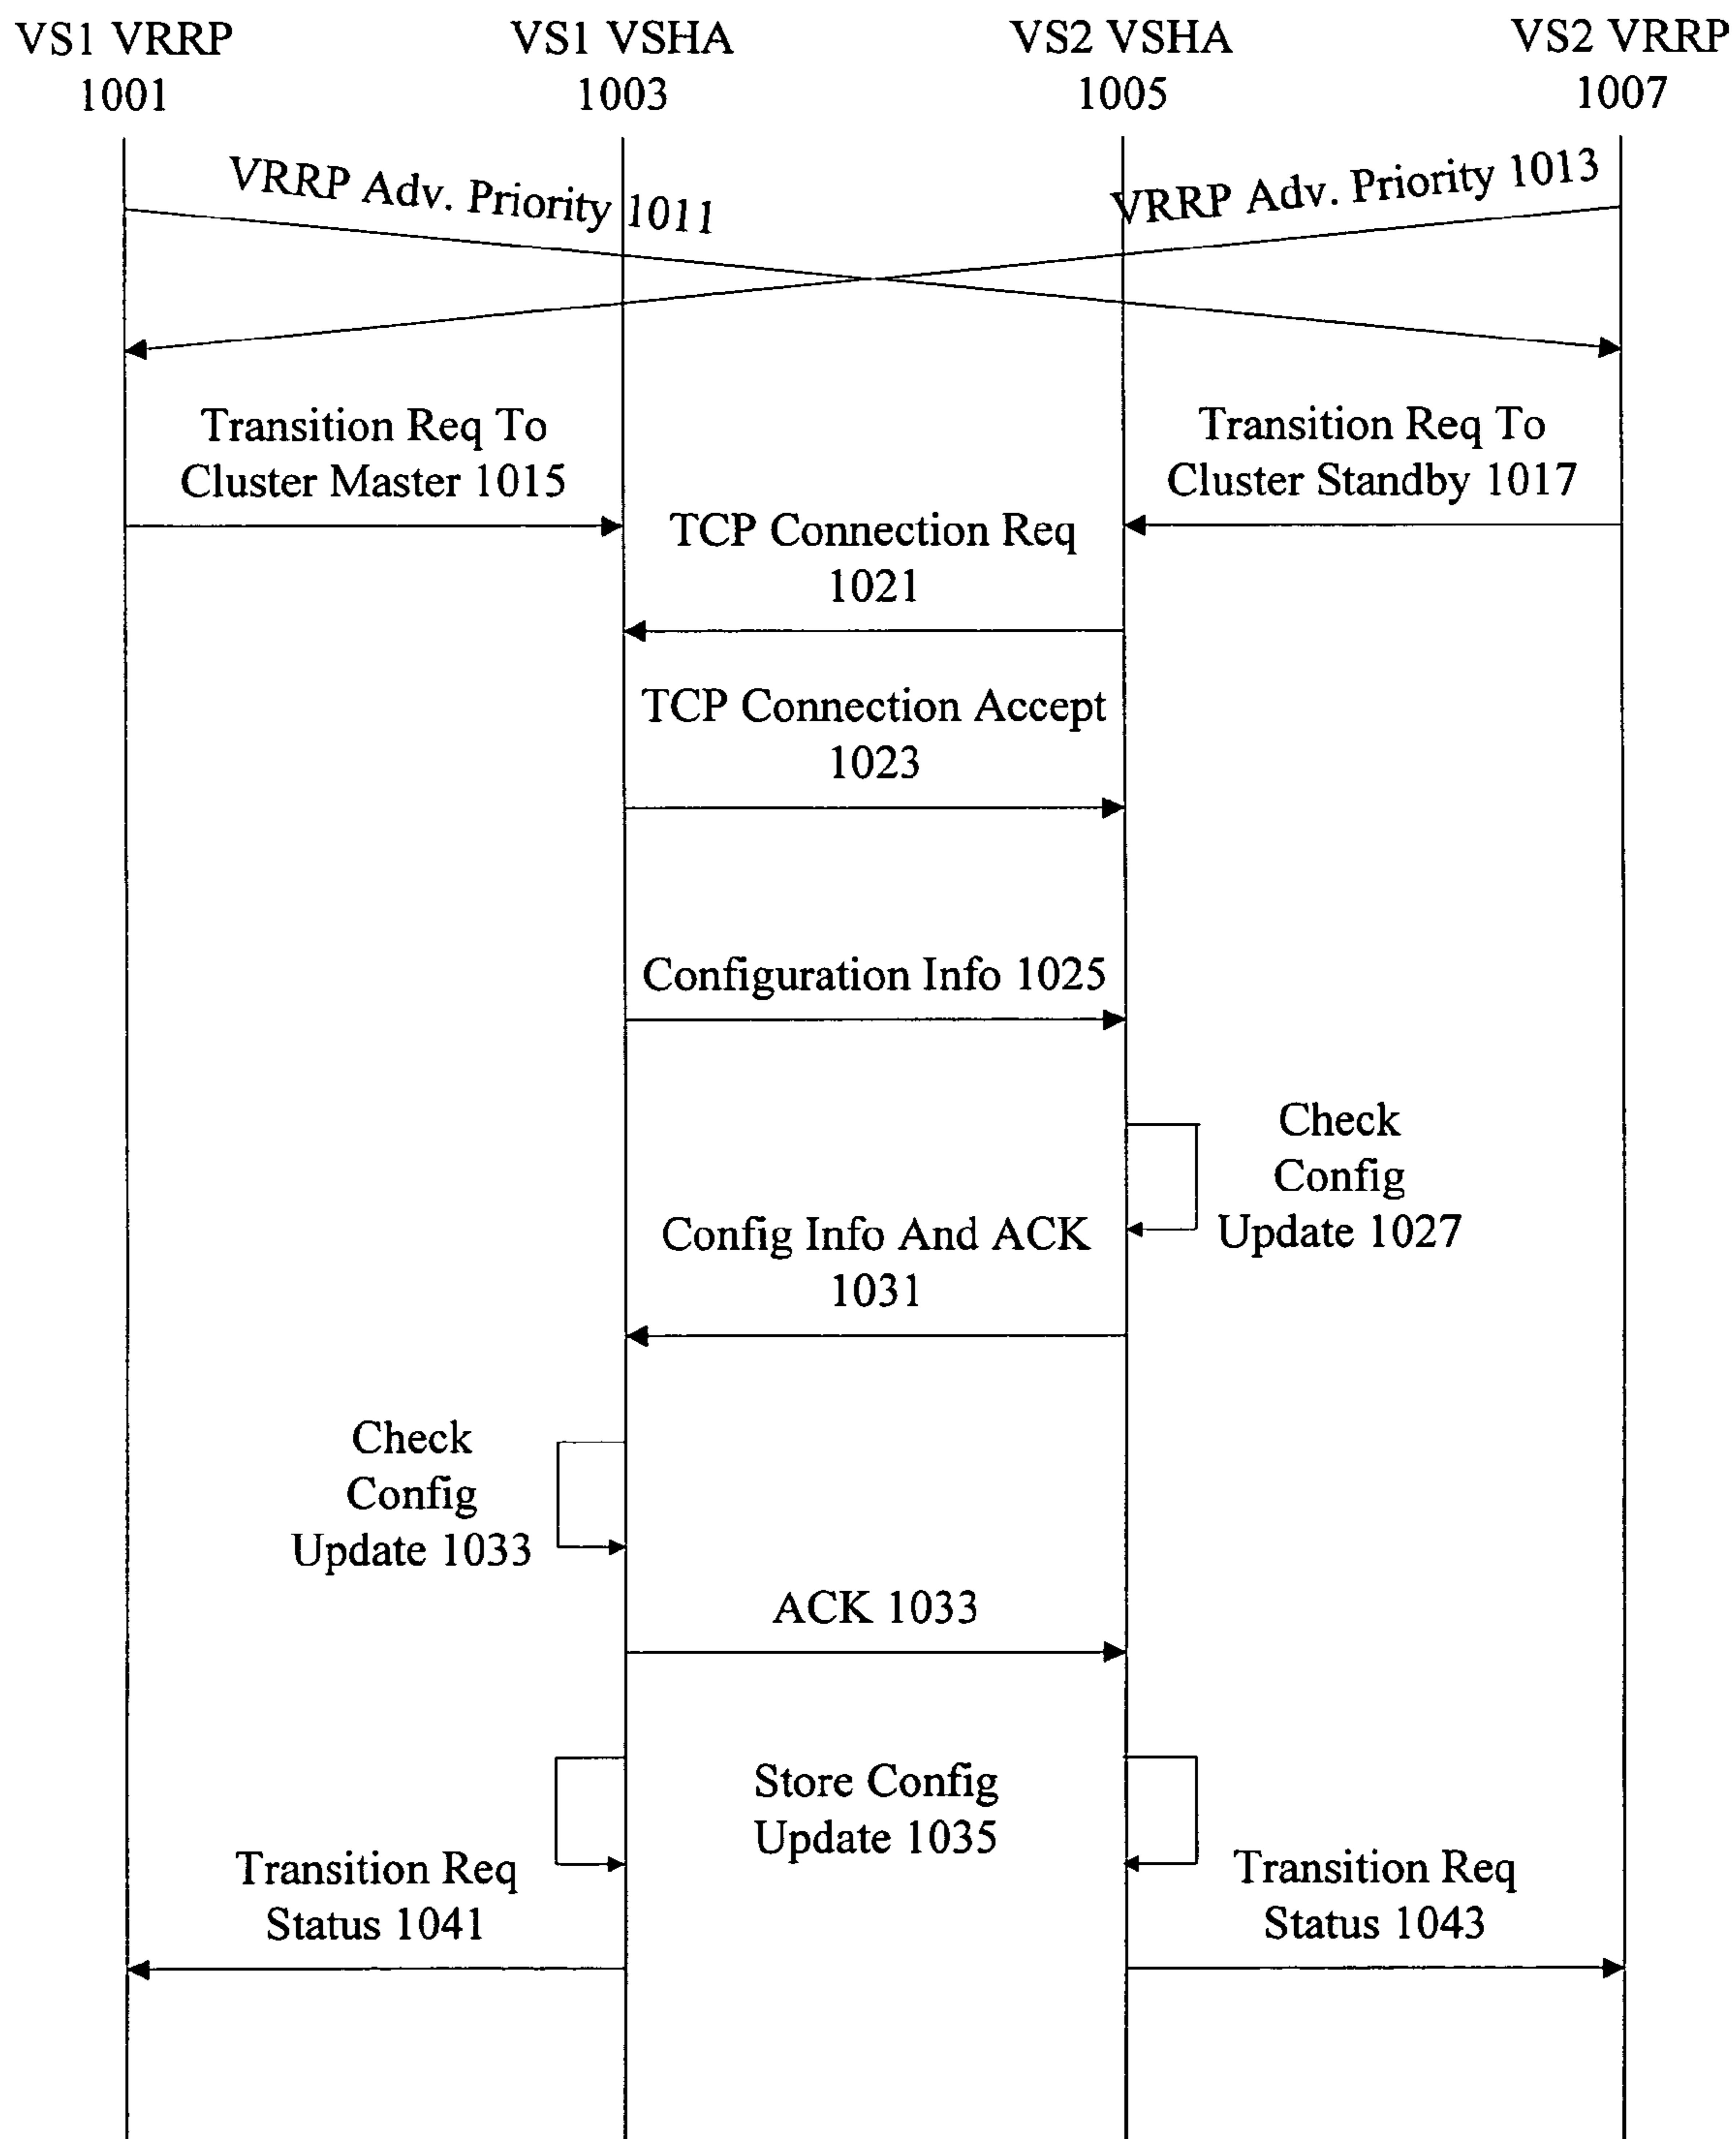 VS1 VRRP
1001
VS1 VSHA
1003
VS2 VSHA
1005
VS2 VRRP
1007
VRRP Adv. Priority 1011
VRRP Adv. Priority 1013
Transition Req To
Cluster Master 1015
Transition Req To
Cluster Standby 1017
TCP Connection Req
1021
TCP Connection Accept
1023
Configuration Info 1025
Check
Config
Update 1027
Config Info And ACK
1031
Check
Config
Update 1033
ACK 1033
Store Config
Update 1035
Transition Req
Status 1041
Transition Req
Status 1043